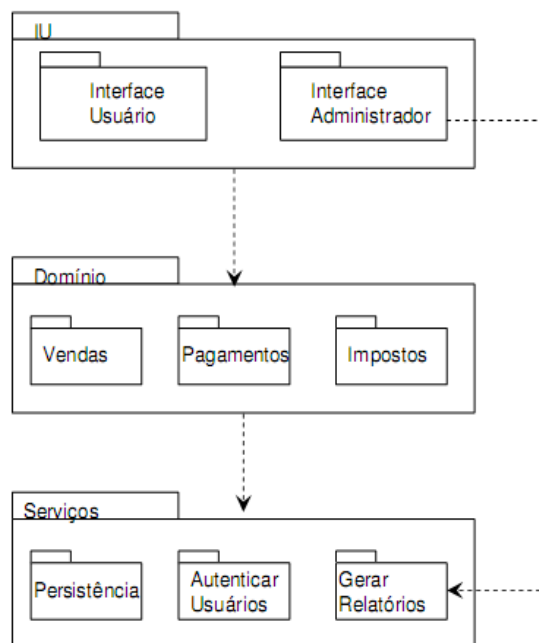 IU
Interface
Usuário
Interface
Administrador
Domínio
Vendas
Pagamentos
Impostos
Serviços
Persistência
Autenticar
Usuários
Gerar
Relatórios